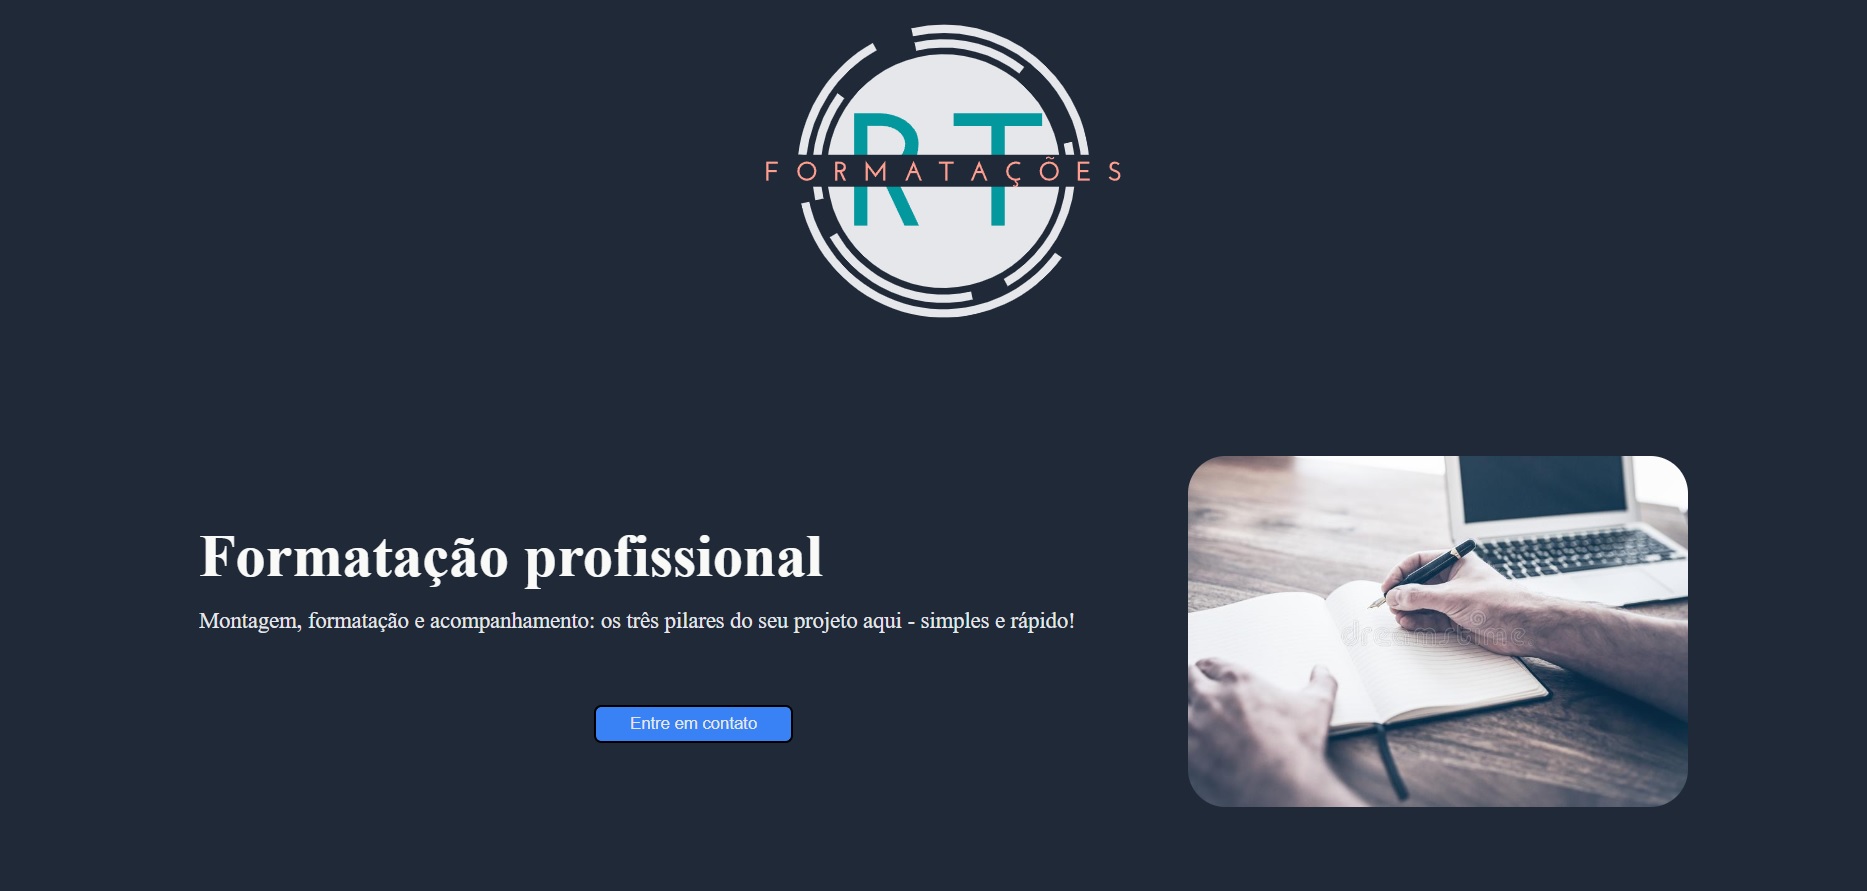 RT
FORMATAÇÕES
Formatação profissional
Montagem, formatação e acompanhamento: os três pilares do seu projeto aqui - simples e rápido!
dreamstime
Entre em contato